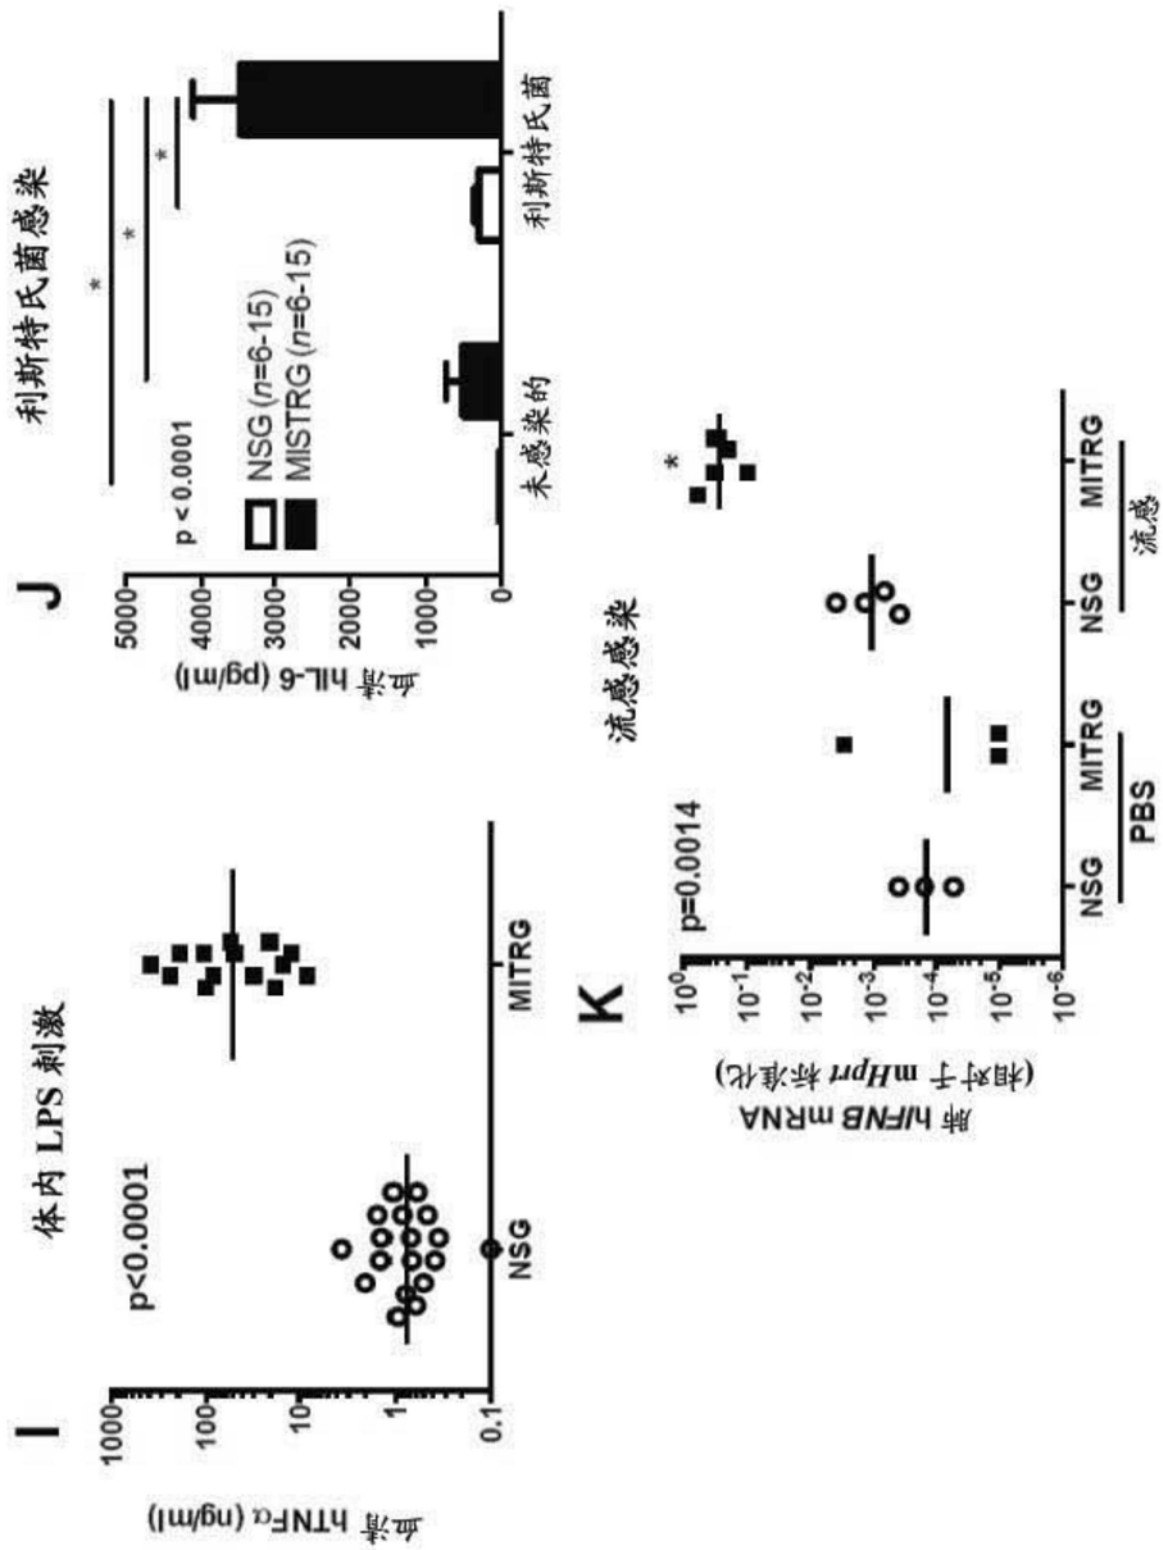 I
体内 LPS 刺激
p<0.0001
血清 hTNFα (ng/ml)
1000
100
10
1
0.1
NSG
MITRG
J
利斯特氏菌感染
p < 0.0001
*
*
*
NSG (n=6-15)
MISTRG (n=6-15)
血清 hIL-6 (pg/ml)
5000
4000
3000
2000
1000
0
未感染的
利斯特氏菌
K
流感感染
p=0.0014
*
肺 hIFNB mRNA
(相对于 mHprt 标准化)
10⁰
10⁻¹
10⁻²
10⁻³
10⁻⁴
10⁻⁵
10⁻⁶
NSG
MITRG
NSG
MITRG
PBS
流感